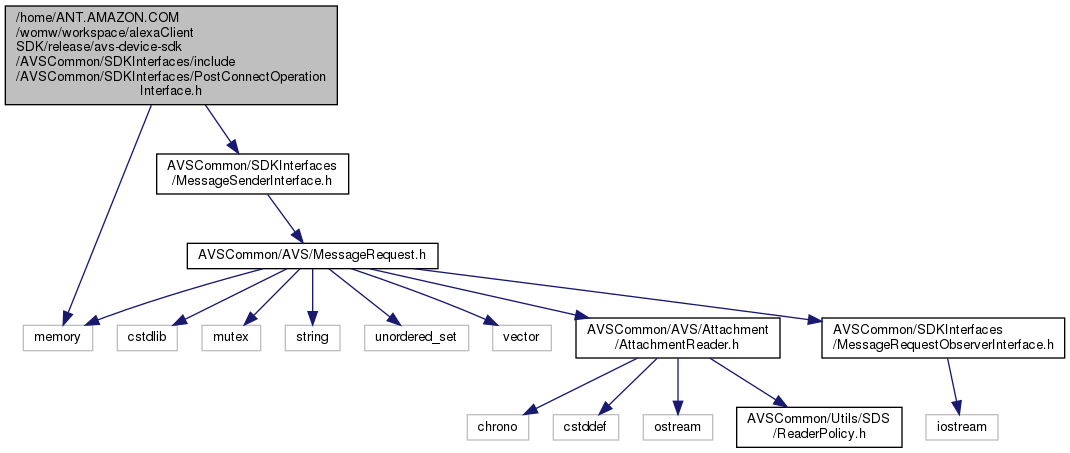 /home/ANT.AMAZON.COM
/womw/workspace/alexaClient
SDK/release/avs-device-sdk
/AVSCommon/SDKInterfaces/include
/AVSCommon/SDKInterfaces/PostConnectOperation
Interface.h
AVSCommon/SDKInterfaces
/MessageSenderInterface.h
AVSCommon/AVS/MessageRequest.h
memory
cstdlib
mutex
string
unordered_set
vector
AVSCommon/AVS/Attachment
/AttachmentReader.h
AVSCommon/SDKInterfaces
/MessageRequestObserverInterface.h
chrono
cstddef
ostream
AVSCommon/Utils/SDS
/ReaderPolicy.h
iostream